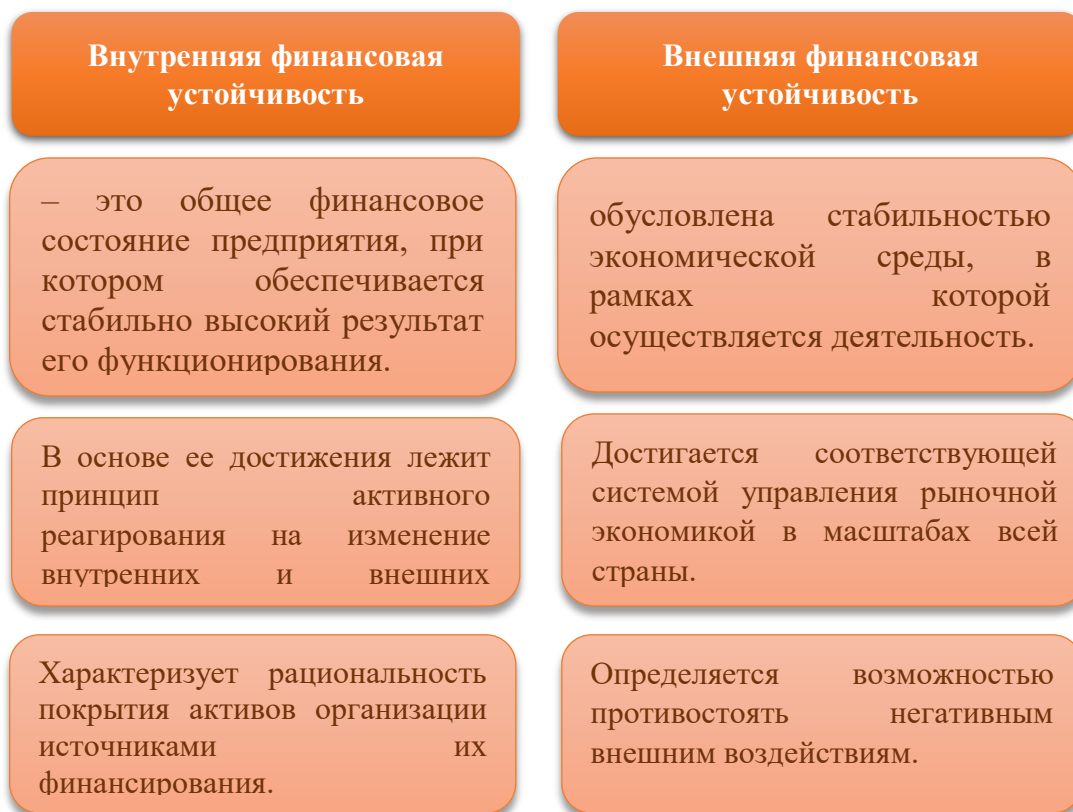 Внутренняя финансовая
устойчивость
Внешняя финансовая
устойчивость
– это общее финансовое
состояние предприятия, при
котором обеспечивается
стабильно высокий результат
его функционирования.
обусловлена стабильностью
экономической среды, в
рамках которой
осуществляется деятельность.
В основе ее достижения лежит
принцип активного
реагирования на изменение
внутренних и внешних
Достигается соответствующей
системой управления рыночной
экономикой в масштабах всей
страны.
Характеризует рациональность
покрытия активов организации
источниками их
финансирования.
Определяется возможностью
противостоять негативным
внешним воздействиям.